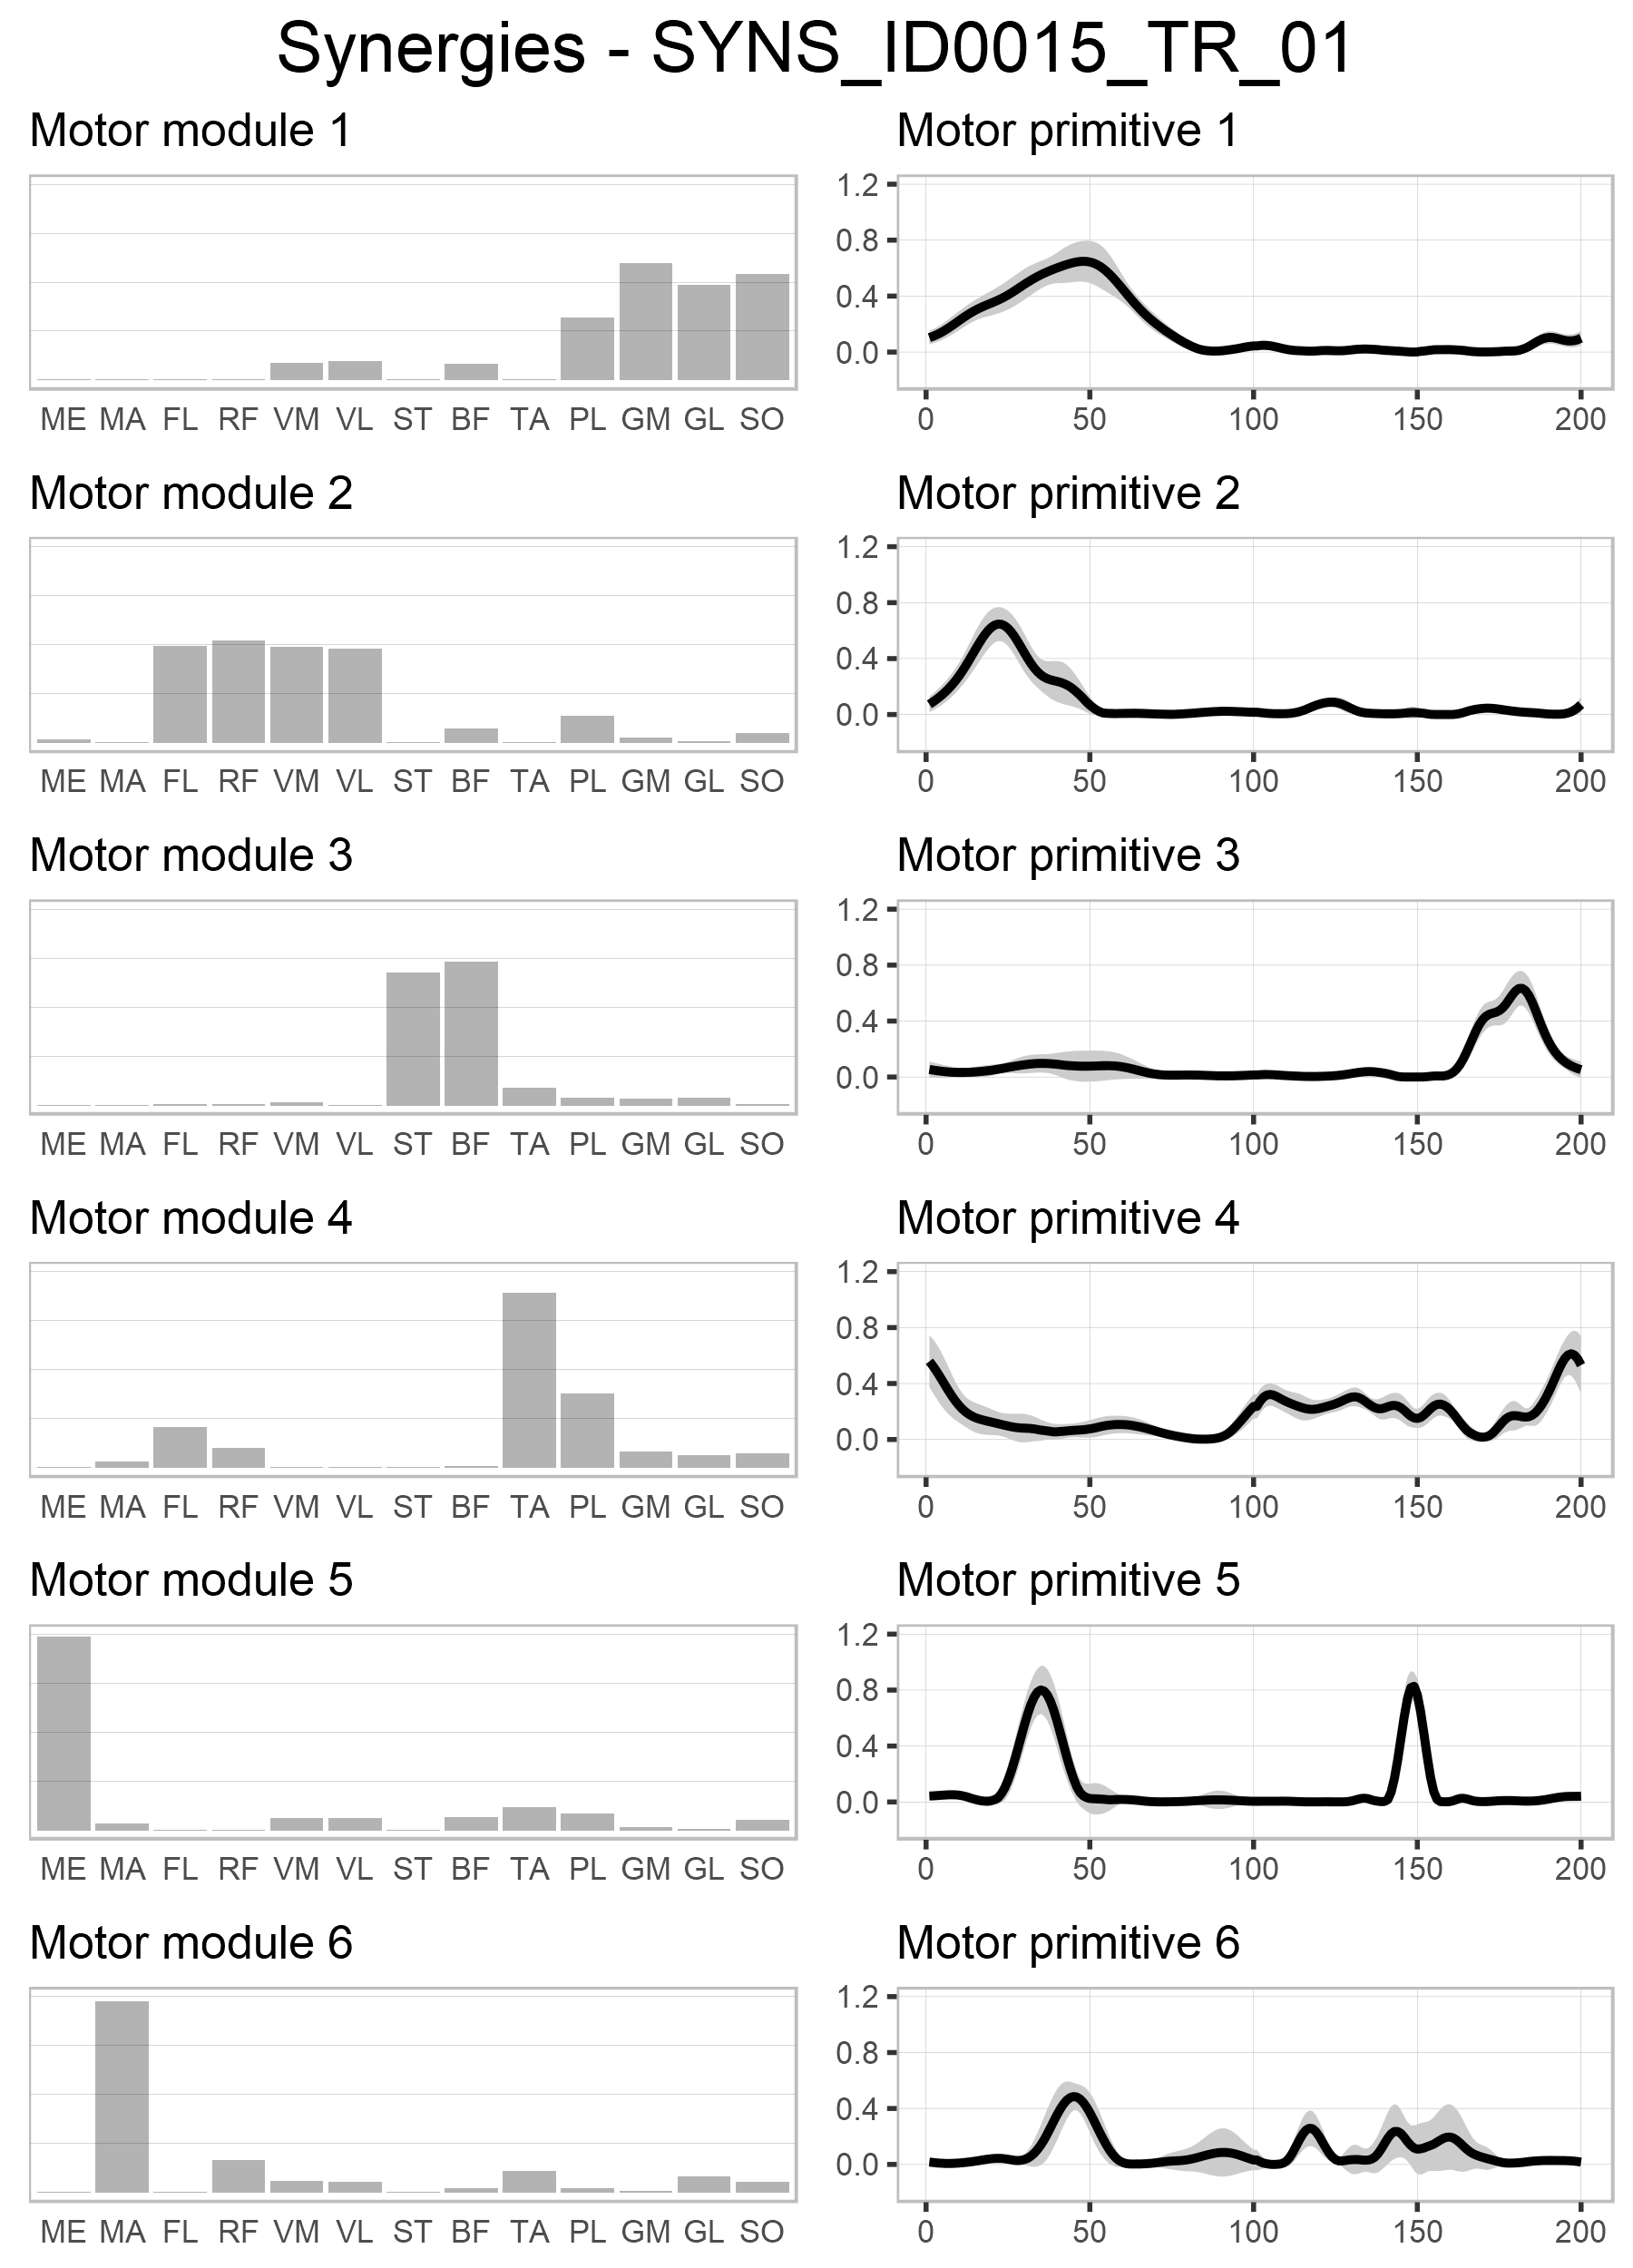 Synergies - SYNS_ID0015_TR_01
Motor module 1
Motor primitive 1
1.2
0.8
0.4
0.0
ME MA FL RF VM VL ST BF TA PL GM GL SO
0 50 100 150 200
Motor module 2
Motor primitive 2
1.2
0.8
0.4
0.0
ME MA FL RF VM VL ST BF TA PL GM GL SO
0 50 100 150 200
Motor module 3
Motor primitive 3
1.2
0.8
0.4
0.0
ME MA FL RF VM VL ST BF TA PL GM GL SO
0 50 100 150 200
Motor module 4
Motor primitive 4
1.2
0.8
0.4
0.0
ME MA FL RF VM VL ST BF TA PL GM GL SO
0 50 100 150 200
Motor module 5
Motor primitive 5
1.2
0.8
0.4
0.0
ME MA FL RF VM VL ST BF TA PL GM GL SO
0 50 100 150 200
Motor module 6
Motor primitive 6
1.2
0.8
0.4
0.0
ME MA FL RF VM VL ST BF TA PL GM GL SO
0 50 100 150 200